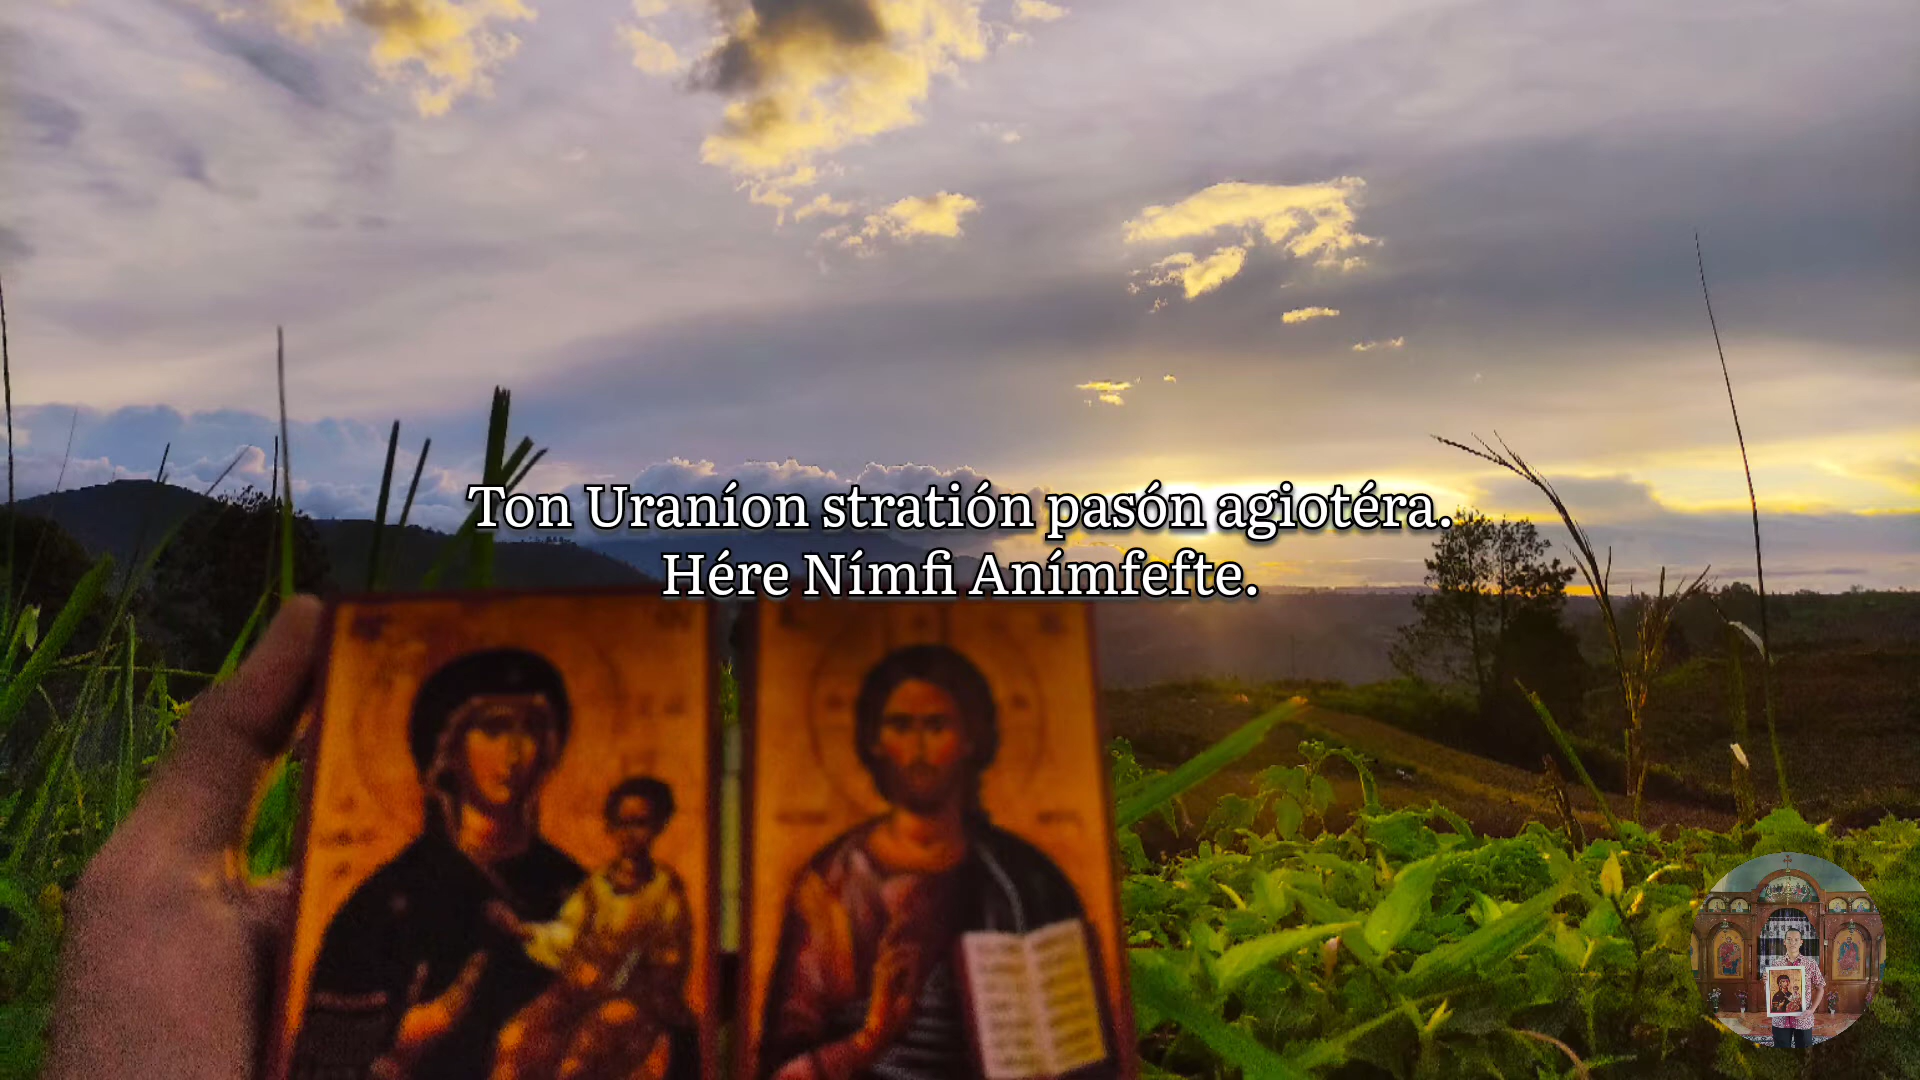 Ton Uraníon stratión pasón agiotéra.
Hére Nímfi Anímfefte.